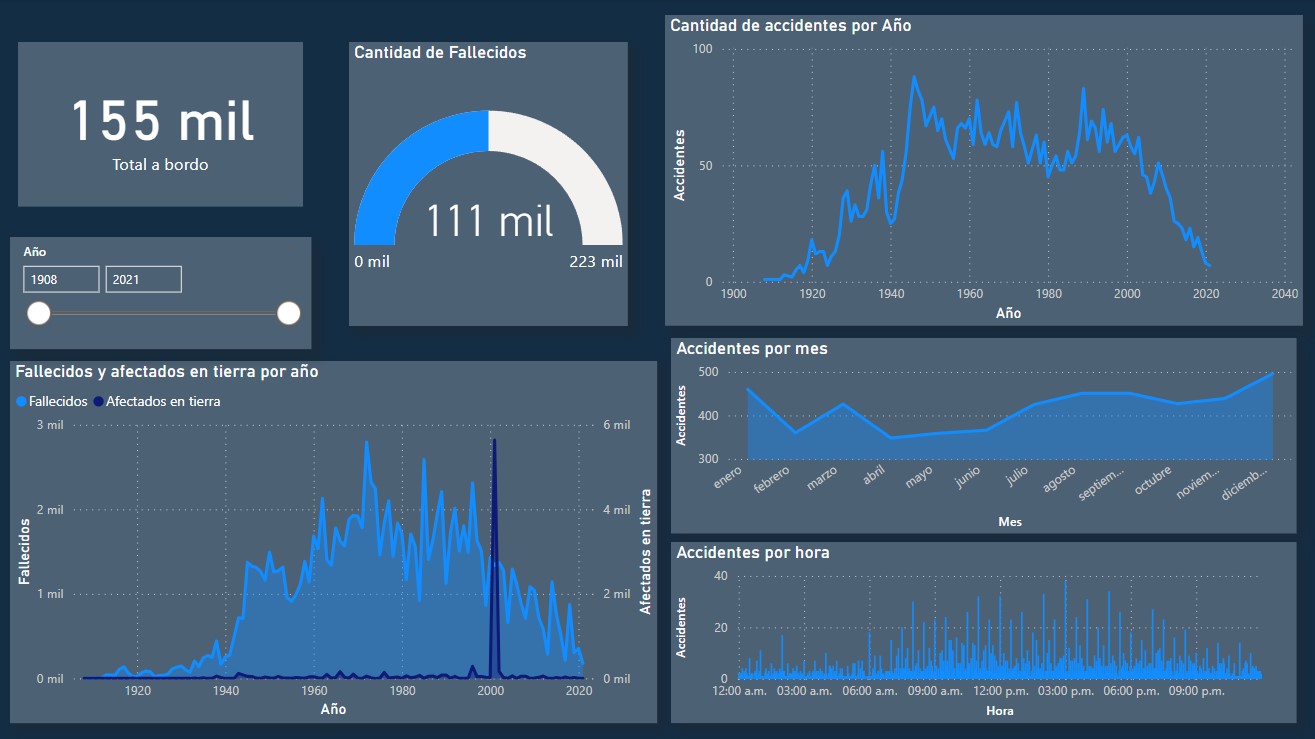 155 mil
Total a bordo
Cantidad de Fallecidos
111 mil
0 mil
223 mil
Año
1908
2021
Cantidad de accidentes por Año
100
50
0
Accidentes
1900
1920
1940
1960
1980
2000
2020
2040
Año
Fallecidos y afectados en tierra por año
Fallecidos
Afectados en tierra
3 mil
2 mil
1 mil
0 mil
Fallecidos
6 mil
4 mil
2 mil
0 mil
Afectados en tierra
1920
1940
1960
1980
2000
2020
Año
Accidentes por mes
500
400
300
Accidentes
enero
febrero
marzo
abril
mayo
junio
julio
agosto
septiem...
octubre
noviem...
diciemb...
Mes
Accidentes por hora
40
20
0
Accidentes
12:00 a.m.
03:00 a.m.
06:00 a.m.
09:00 a.m.
12:00 p.m.
03:00 p.m.
06:00 p.m.
09:00 p.m.
Hora